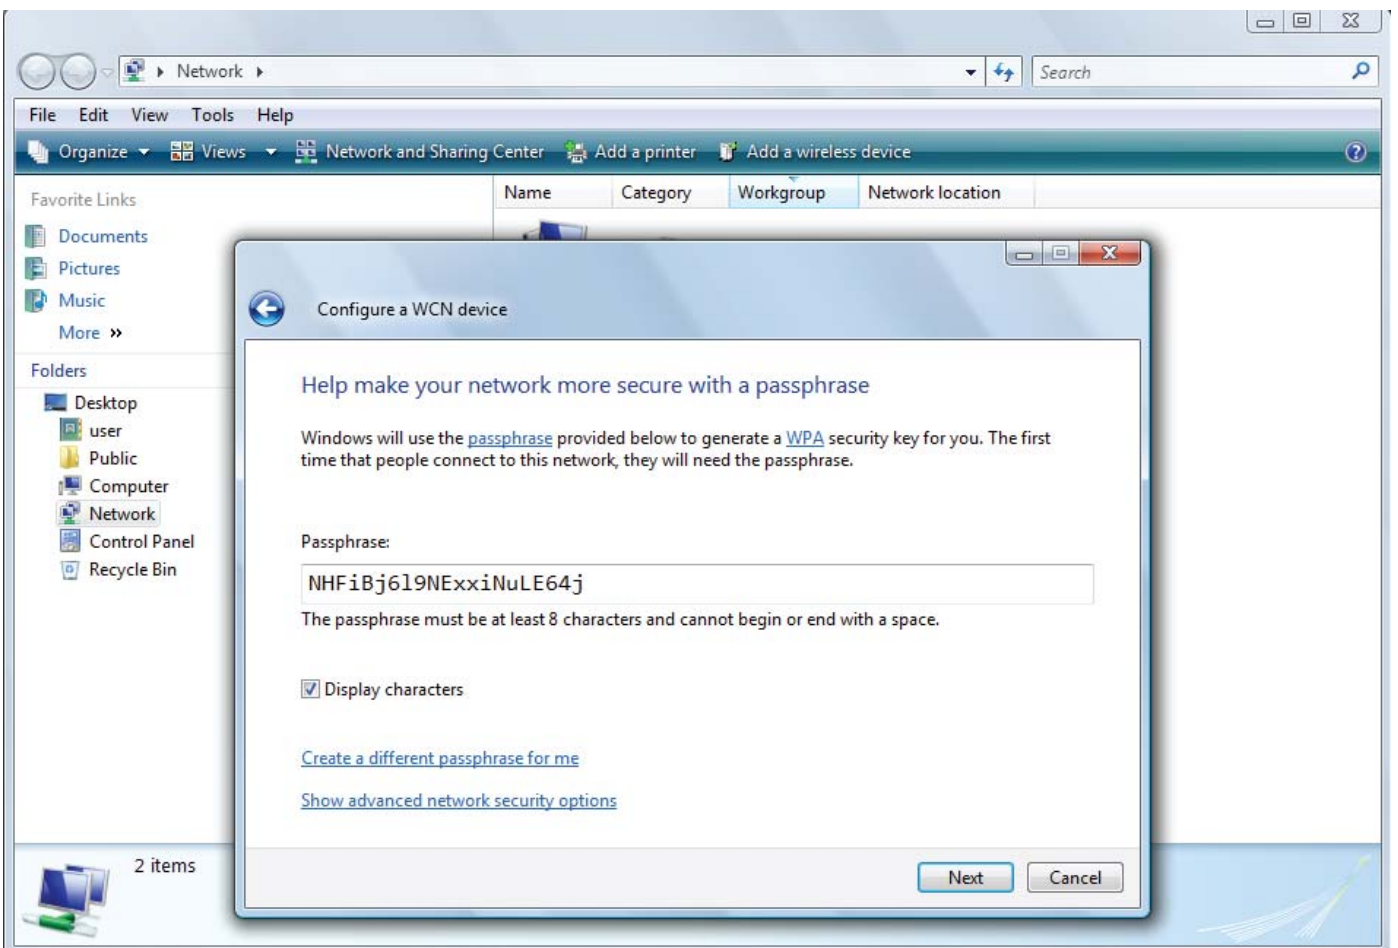 Network
Search
File Edit View Tools Help
Organize Views Network and Sharing Center Add a printer Add a wireless device
Favorite Links
Documents
Pictures
Music
More »
Folders
Desktop
user
Public
Computer
Network
Control Panel
Recycle Bin
Name Category Workgroup Network location
Configure a WCN device
Help make your network more secure with a passphrase
Windows will use the passphrase provided below to generate a WPA security key for you. The first
time that people connect to this network, they will need the passphrase.
Passphrase:
NHFiBj6l9NExxiNuLE64j
The passphrase must be at least 8 characters and cannot begin or end with a space.
Display characters
Create a different passphrase for me
Show advanced network security options
Next Cancel
2 items